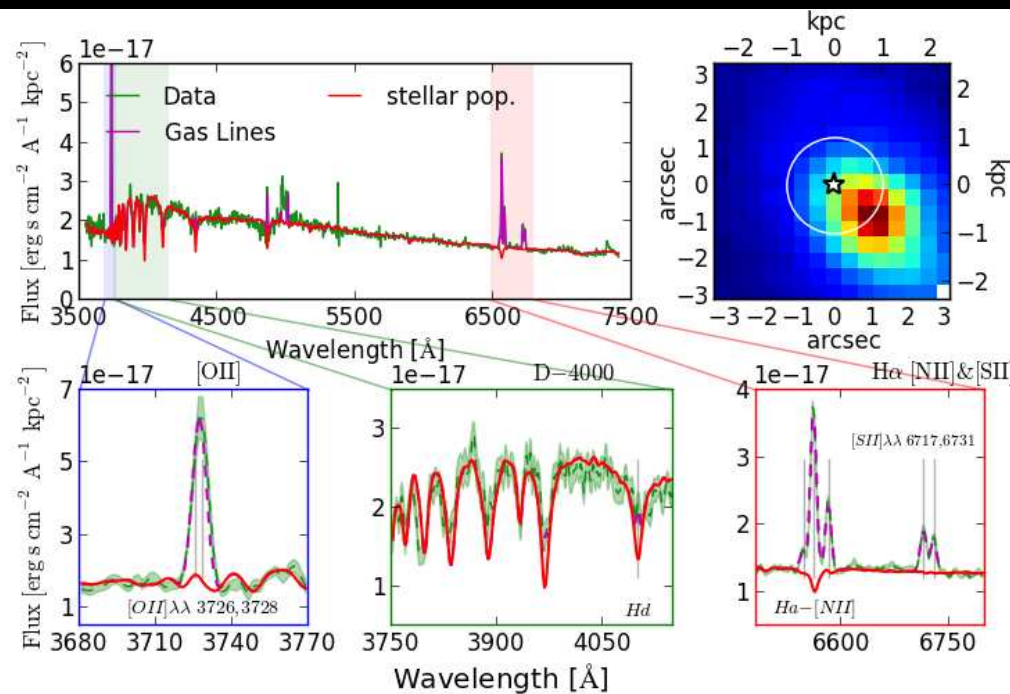 kpc
−2 −1 0 1 2
1e−17
Flux [erg s cm−2 A−1 kpc−2]
6
5
4
3
2
1
0
Data
Gas Lines
stellar pop.
3500 4500 5500 6500 7500
Wavelength [Å]
arcsec
3
2
1
0
−1
−2
−3
2
1
0
−1
−2
kpc
−3 −2 −1 0 1 2 3
arcsec
1e−17 [OII]
Flux [erg s cm−2 A−1 kpc−2]
7
5
3
1
[OII]λλ 3726,3728
3680 3710 3740 3770
1e−17 D−4000
3
2
1
Hd
3750 3900 4050
1e−17 Hα [NII]&[SII]
4
3
2
1
[SII]λλ 6717,6731
Ha−[NII]
6600 6750
Wavelength [Å]